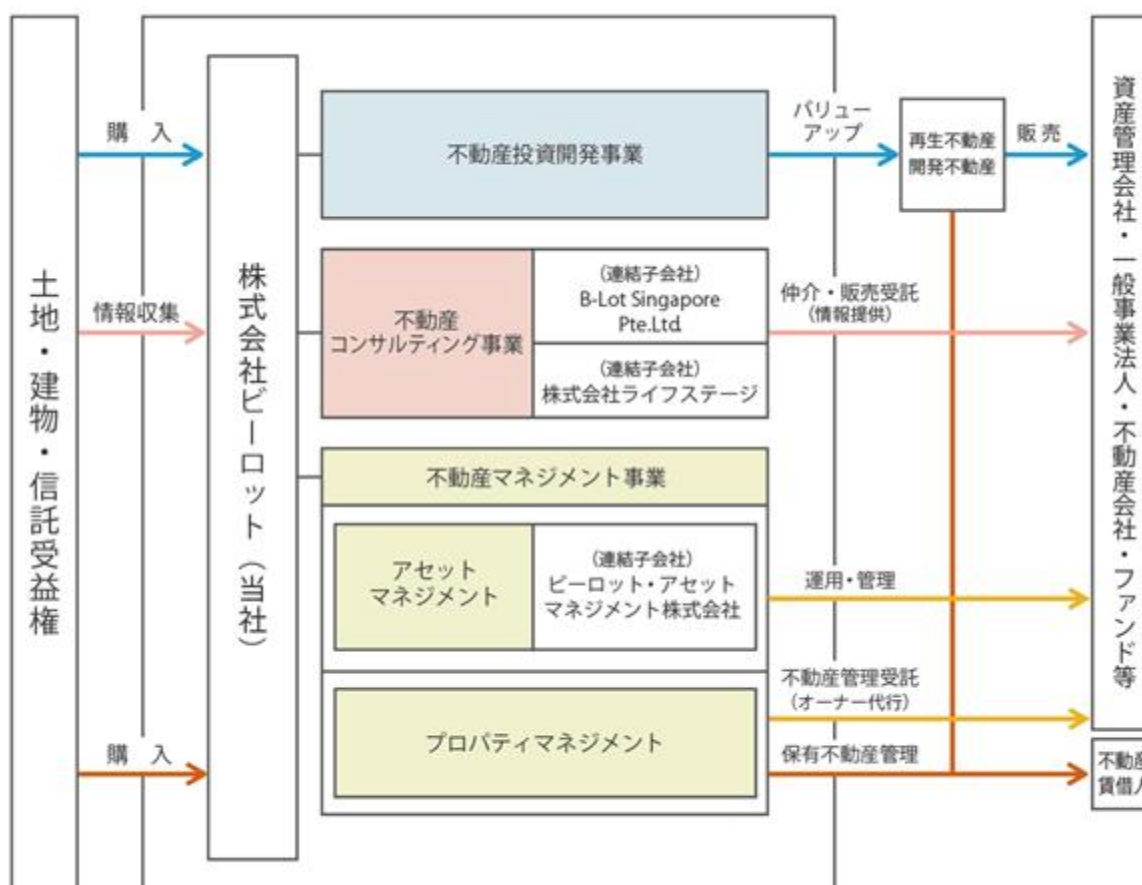 土地・建物・信託受益権
購　入
情報収集
購　入
株式会社ビーロット（当社）
不動産投資開発事業
バリュー
アップ
再生不動産
開発不動産
販 売
不動産
コンサルティング事業
（連結子会社）
B-Lot Singapore
Pte.Ltd
（連結子会社）
株式会社ライフステージ
仲介・販売受託
（情報提供）
不動産マネジメント事業
アセット
マネジメント
（連結子会社）
ビーロット・アセット
マネジメント株式会社
運用・管理
プロパティマネジメント
不動産管理受託
（オーナー代行）
保有不動産管理
資産管理会社・一般事業法人・不動産会社・ファンド等
不動産
賃借人